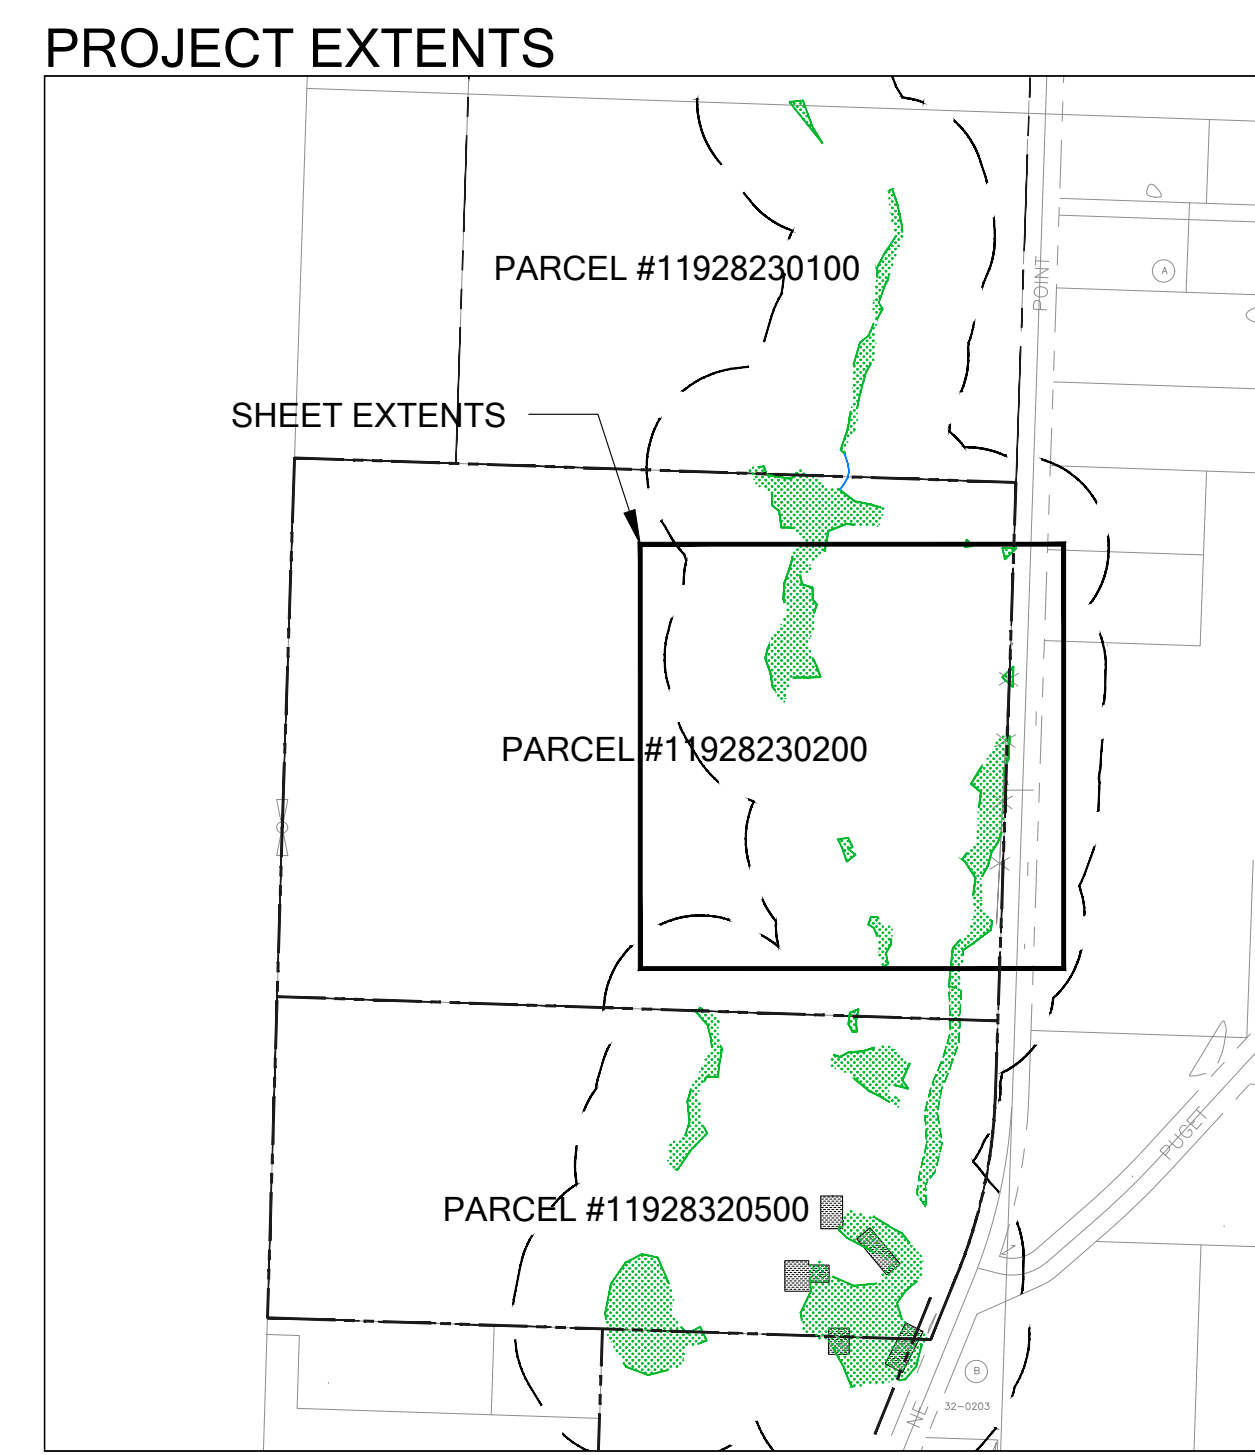 PROJECT EXTENTS
PARCEL #11928230100
POINT
A
SHEET EXTENTS
PARCEL #11928230200
PUGET
PARCEL #11928320500
B
NE
32-0203